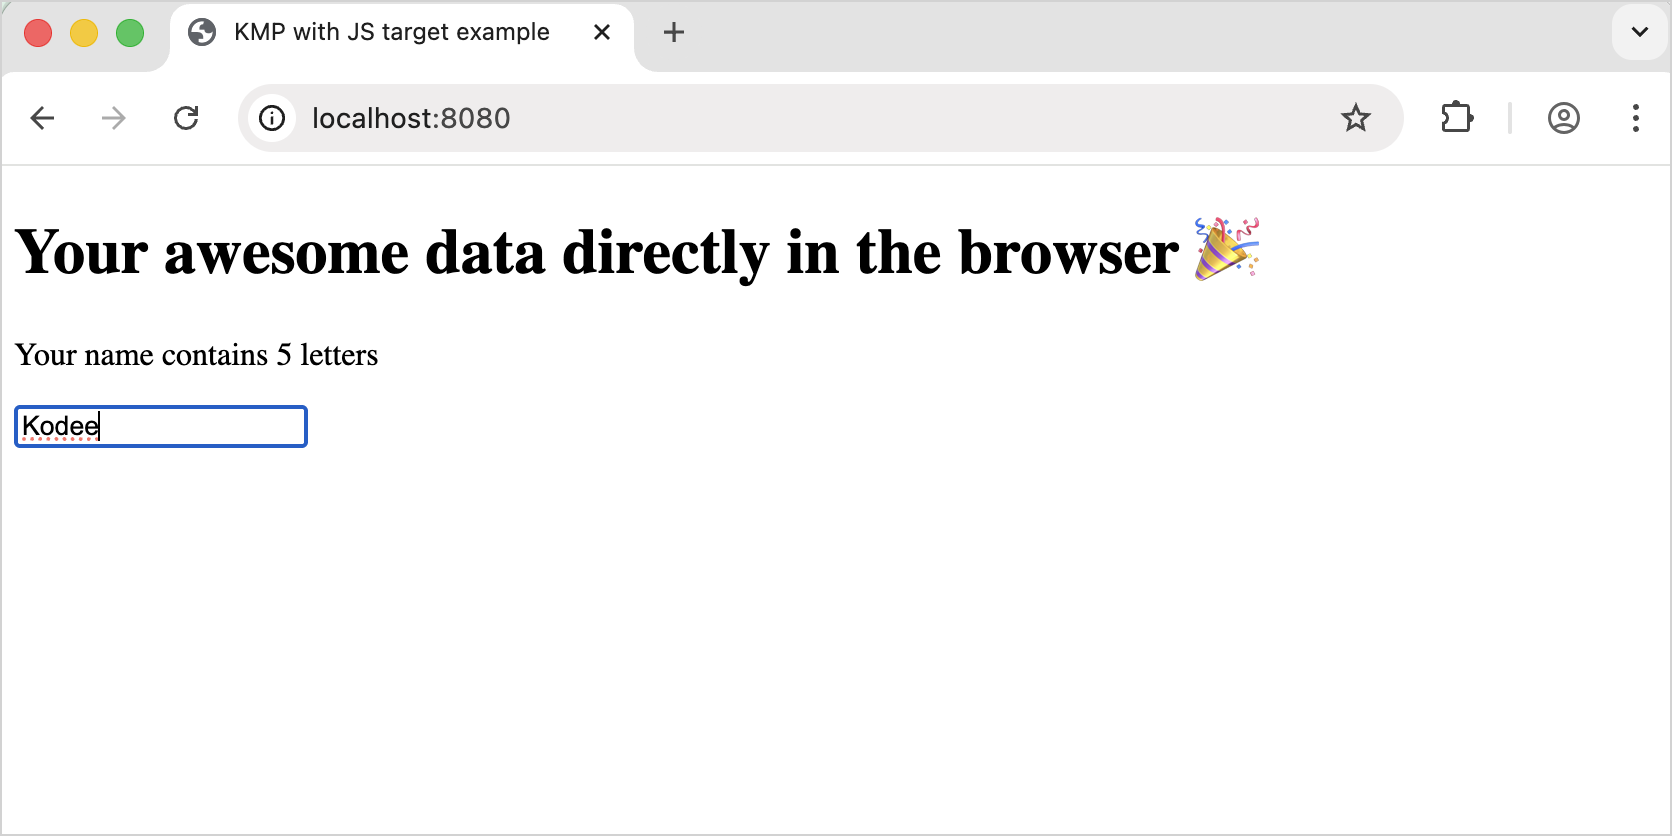 KMP with JS target example
localhost:8080
Your awesome data directly in the browser 🎉
Your name contains 5 letters
Kodee